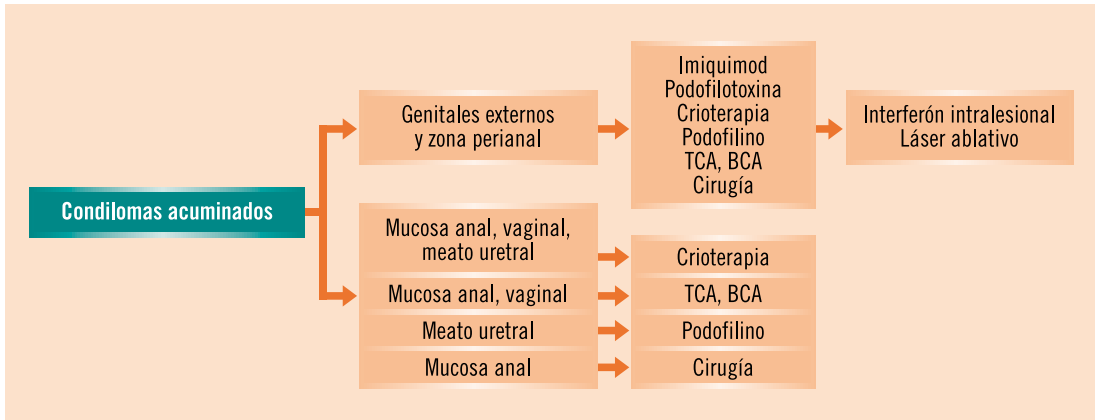 Condilomas acuminados
Genitales externos
y zona perianal
Imiquimod
Podofilotoxina
Crioterapia
Podofilino
TCA, BCA
Cirugía
Interferón intralesional
Láser ablativo
Mucosa anal, vaginal,
meato uretral
Crioterapia
Mucosa anal, vaginal
TCA, BCA
Meato uretral
Podofilino
Mucosa anal
Cirugía